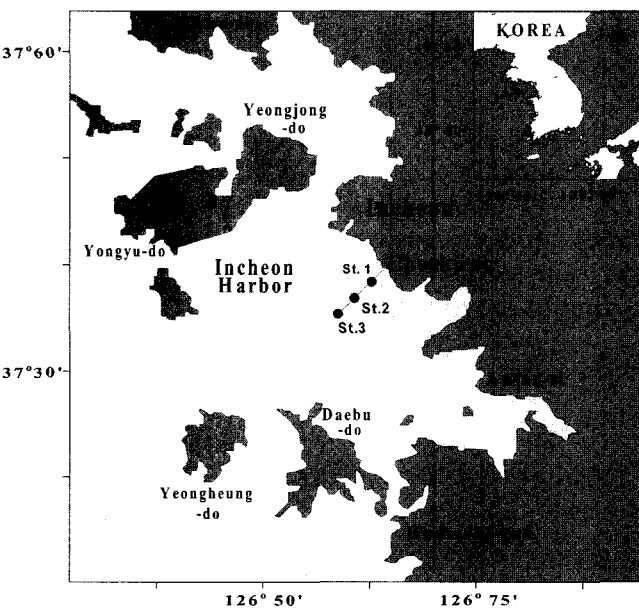 KOREA
37°60'
Yeongjong
-do
Incheon
Yongyu-do
Incheon
Harbor
St. 1
St.2
St.3
37°30'
Daebu
-do
Yeongheung
-do
126°50'
126°75'